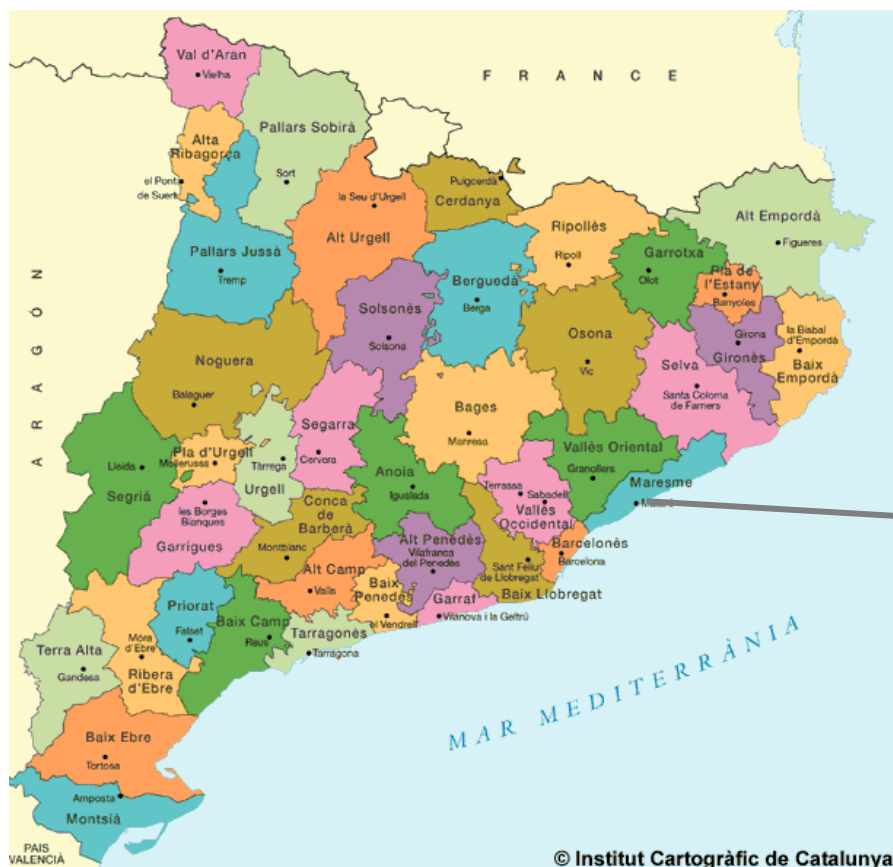 Val d'Aran
Vielha
FRANCE
Alta
Ribagorça
Pallars Sobirà
el Pont
de Suert
Sort
la Seu d'Urgell
Alt Urgell
Puigcerdà
Cerdanya
Ripollès
Ripoll
Alt Empordà
Figueres
Garrotxa
Olot
Pla de
l'Estany
Banyoles
Pallars Jussà
Tremp
Berguedà
Berga
Solsonès
Solsona
Osona
Vic
Girona
Gironès
la Bisbal
d'Empordà
Baix
Empordà
Selva
Santa Coloma
de Farners
ARAGÓN
Noguera
Balaguer
Segarra
Cervera
Bages
Manresa
Vallès Oriental
Granollers
Maresme
Mataró
Pla d'Urgell
Mollerussa
Tàrrega
Urgell
Lleida
Segrià
Anoia
Igualada
Terrassa
Sabadell
Vallès
Occidental
les Borges
Blanques
Garrigues
Conca
de
Barberà
Montblanc
Alt Penedès
Vilafranca
del Penedès
Barcelonès
Barcelona
Sant Feliu
de Llobregat
Baix Llobregat
Alt Camp
Valls
Baix
Penedès
el Vendrell
Garraf
Vilanova i la Geltrú
Priorat
Falset
Baix Camp
Reus
Tarragonès
Tarragona
Terra Alta
Gandesa
Móra
d'Ebre
Ribera
d'Ebre
MAR MEDITERRÀNIA
Baix Ebre
Tortosa
Amposta
Montsià
PAIS
VALENCIÀ
© Institut Cartogràfic de Catalunya